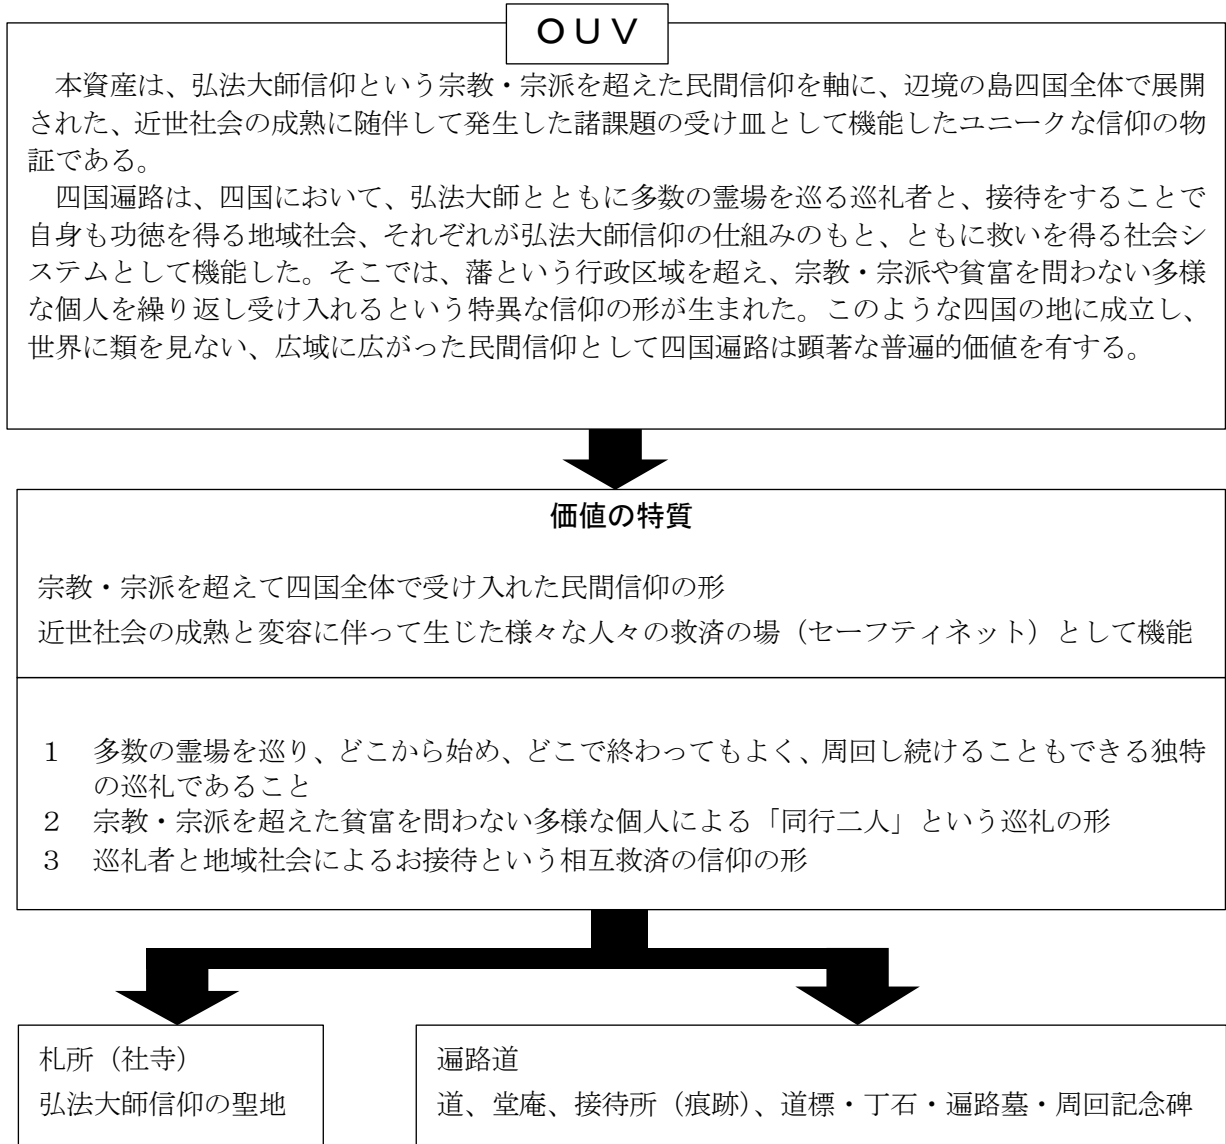 ＯＵＶ
本資産は、弘法大師信仰という宗教・宗派を超えた民間信仰を軸に、辺境の島四国全体で展開
された、近世社会の成熟に随伴して発生した諸課題の受け皿として機能したユニークな信仰の物
証である。
四国遍路は、四国において、弘法大師とともに多数の霊場を巡る巡礼者と、接待をすることで
自身も功徳を得る地域社会、それぞれが弘法大師信仰の仕組みのもと、ともに救いを得る社会シ
ステムとして機能した。そこでは、藩という行政区域を超え、宗教・宗派や貧富を問わない多様
な個人を繰り返し受け入れるという特異な信仰の形が生まれた。このような四国の地に成立し、
世界に類を見ない、広域に広がった民間信仰として四国遍路は顕著な普遍的価値を有する。
価値の特質
宗教・宗派を超えて四国全体で受け入れた民間信仰の形
近世社会の成熟と変容に伴って生じた様々な人々の救済の場（セーフティネット）として機能
１　多数の霊場を巡り、どこから始め、どこで終わってもよく、周回し続けることもできる独特
の巡礼であること
２　宗教・宗派を超えた貧富を問わない多様な個人による「同行二人」という巡礼の形
３　巡礼者と地域社会によるお接待という相互救済の信仰の形
札所（社寺）
弘法大師信仰の聖地
遍路道
道、堂庵、接待所（痕跡）、道標・丁石・遍路墓・周回記念碑